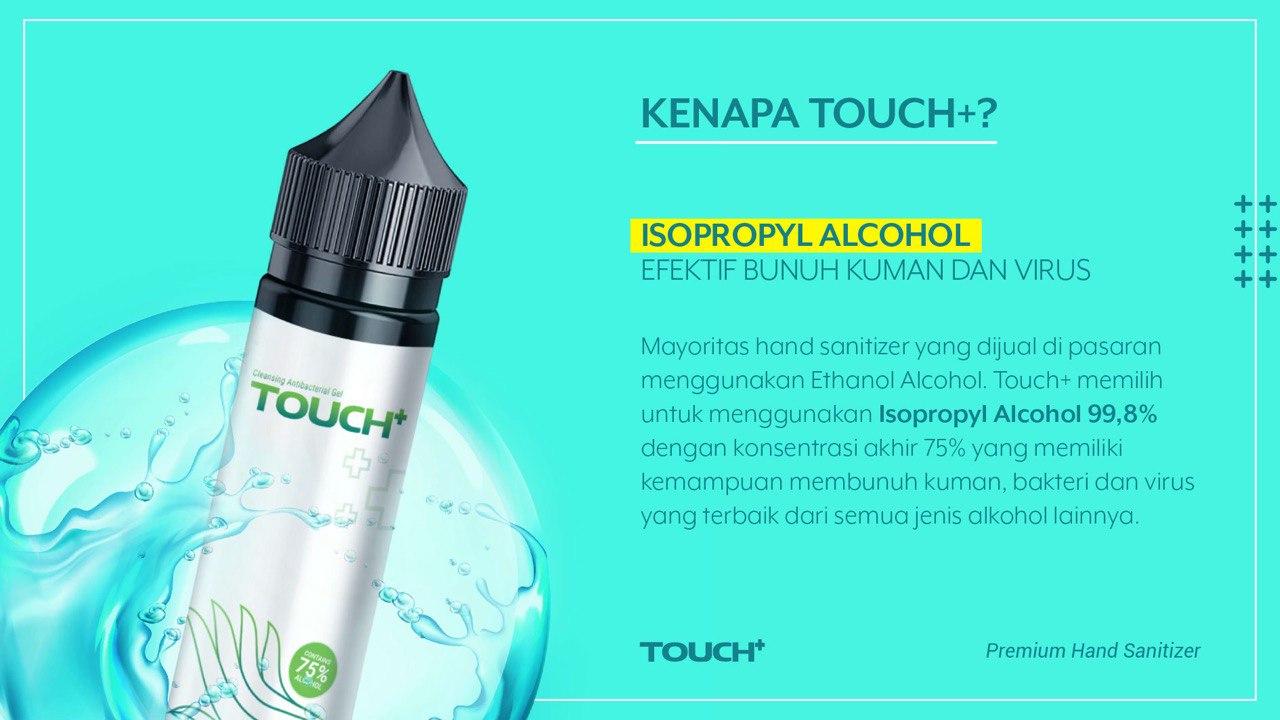 KENAPA TOUCH+?
ISOPROPYL ALCOHOL
EFEKTIF BUNUH KUMAN DAN VIRUS
Mayoritas hand sanitizer yang dijual di pasaran
menggunakan Ethanol Alcohol. Touch+ memilih
untuk menggunakan Isopropyl Alcohol 99,8%
dengan konsentrasi akhir 75% yang memiliki
kemampuan membunuh kuman, bakteri dan virus
yang terbaik dari semua jenis alkohol lainnya.
Cleansing Antibacterial Gel
TOUCH+
CONTAINS
75%
ALCOHOL
TOUCH+
Premium Hand Sanitizer